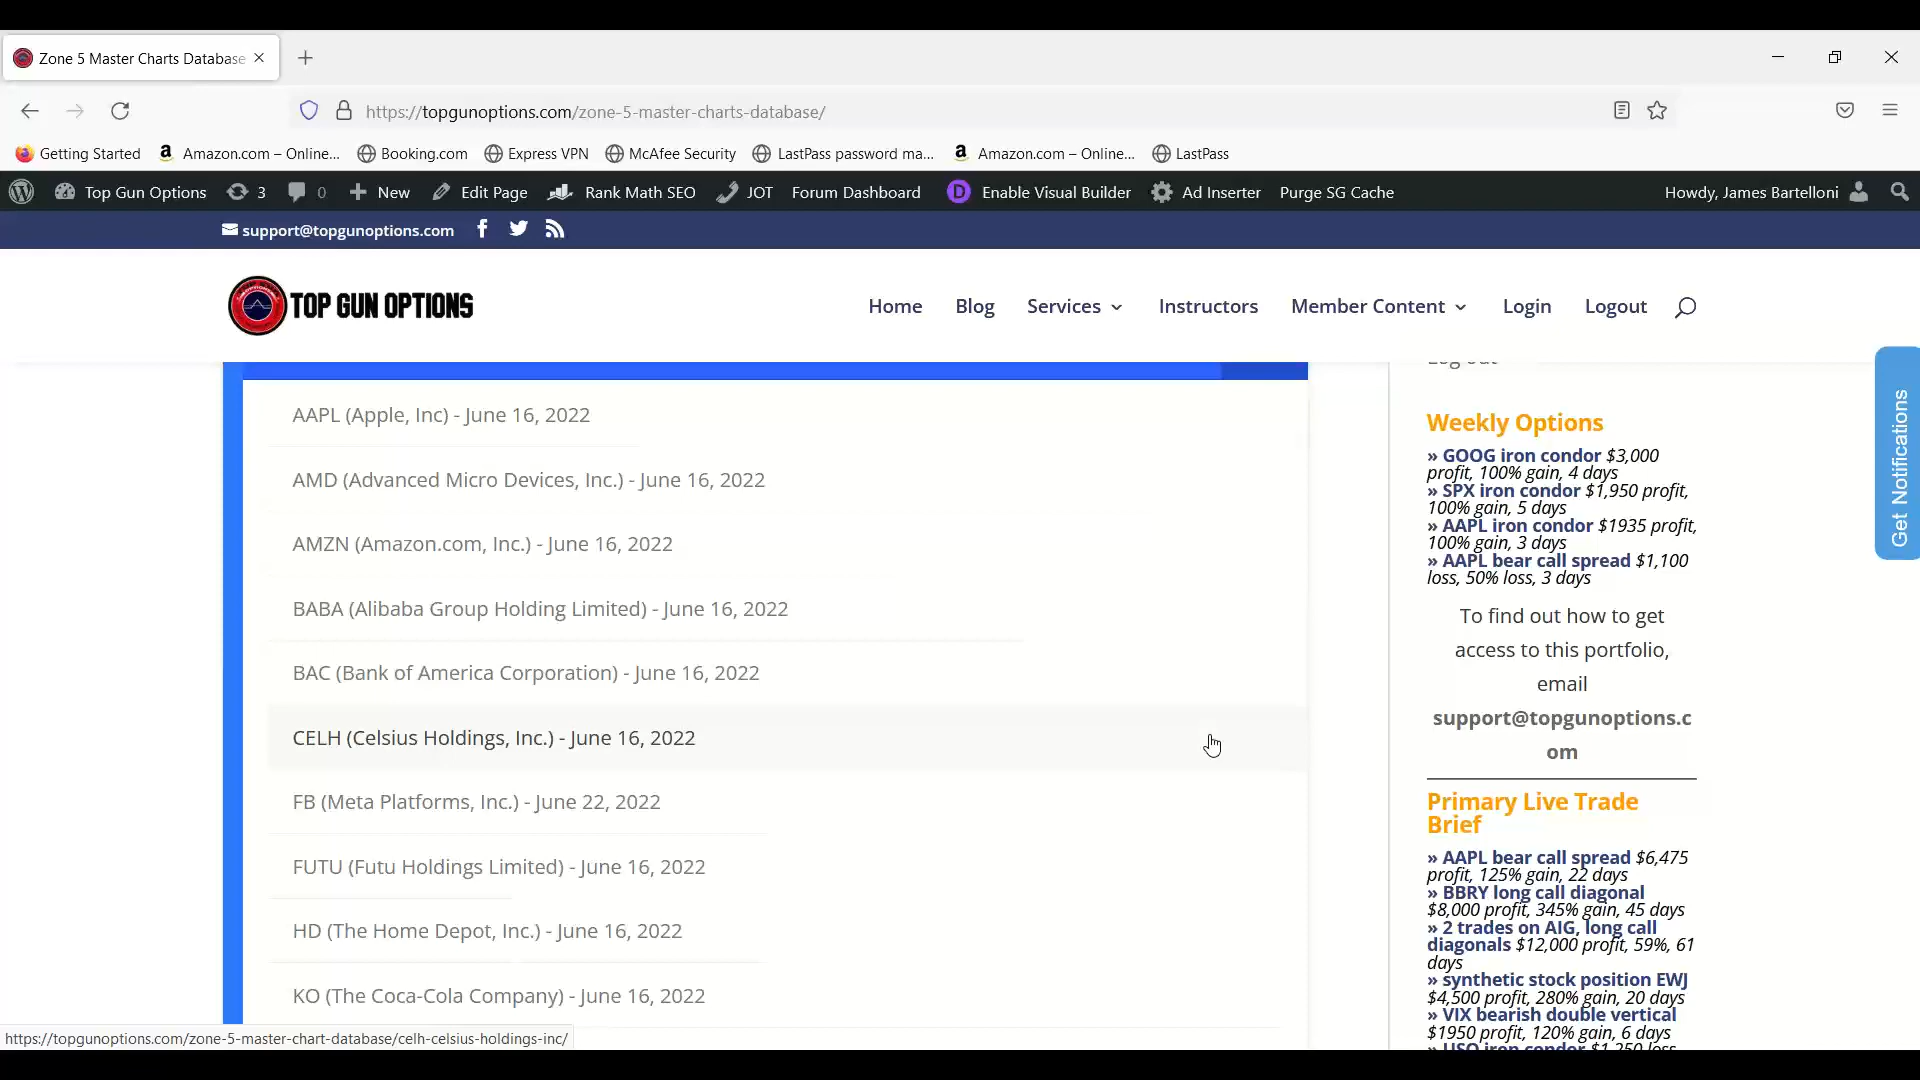 Zone 5 Master Charts Database
https://topgunoptions.com/zone-5-master-charts-database/
Getting Started
Amazon.com – Online...
Booking.com
Express VPN
McAfee Security
LastPass password ma...
Amazon.com – Online...
LastPass
Top Gun Options
3
0
New
Edit Page
Rank Math SEO
JOT
Forum Dashboard
D
Enable Visual Builder
Ad Inserter
Purge SG Cache
Howdy, James Bartelloni
support@topgunoptions.com
TOP GUN OPTIONS
Home
Blog
Services
Instructors
Member Content
Login
Logout
AAPL (Apple, Inc) - June 16, 2022
AMD (Advanced Micro Devices, Inc.) - June 16, 2022
AMZN (Amazon.com, Inc.) - June 16, 2022
BABA (Alibaba Group Holding Limited) - June 16, 2022
BAC (Bank of America Corporation) - June 16, 2022
CELH (Celsius Holdings, Inc.) - June 16, 2022
FB (Meta Platforms, Inc.) - June 22, 2022
FUTU (Futu Holdings Limited) - June 16, 2022
HD (The Home Depot, Inc.) - June 16, 2022
KO (The Coca-Cola Company) - June 16, 2022
Log out
Weekly Options
» GOOG iron condor $3,000
profit, 100% gain, 4 days
» SPX iron condor $1,950 profit,
100% gain, 5 days
» AAPL iron condor $1935 profit,
100% gain, 3 days
» AAPL bear call spread $1,100
loss, 50% loss, 3 days
To find out how to get
access to this portfolio,
email
support@topgunoptions.c
om
Primary Live Trade
Brief
» AAPL bear call spread $6,475
profit, 125% gain, 22 days
» BBRY long call diagonal
$8,000 profit, 345% gain, 45 days
» 2 trades on AIG, long call
diagonals $12,000 profit, 59%, 61
days
» synthetic stock position EWJ
$4,500 profit, 280% gain, 20 days
» VIX bearish double vertical
$1950 profit, 120% gain, 6 days
» USO iron condor $1,250 loss
Get Notifications
https://topgunoptions.com/zone-5-master-chart-database/celh-celsius-holdings-inc/